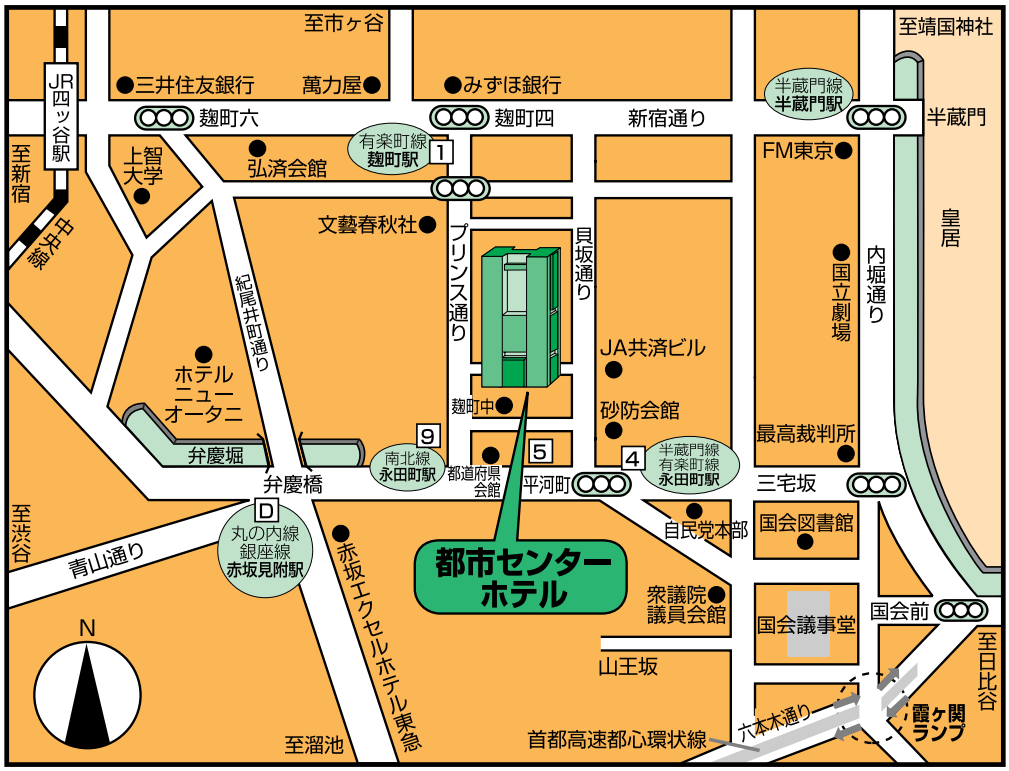 至市ヶ谷
至靖国神社
JR四ッ谷駅
三井住友銀行
萬力屋
みずほ銀行
半蔵門線
半蔵門駅
麹町六
麹町四
新宿通り
半蔵門
有楽町線
麹町駅
1
至新宿
上智
大学
弘済会館
FM東京
中央線
文藝春秋社
プリンス通り
貝坂通り
皇居
国立劇場
内堀通り
紀尾井町通り
JA共済ビル
ホテル
ニュー
オータニ
麹町中
砂防会館
最高裁判所
弁慶堀
9
5
4
南北線
永田町駅
半蔵門線
有楽町線
永田町駅
都道府県
会館
平河町
三宅坂
弁慶橋
D
丸の内線
銀座線
赤坂見附駅
至渋谷
青山通り
自民党本部
国会図書館
赤坂エクセルホテル東急
都市センター
ホテル
衆議院
議員会館
国会議事堂
国会前
至日比谷
山王坂
N
六本木通り
霞ヶ関
ランプ
至溜池
首都高速都心環状線